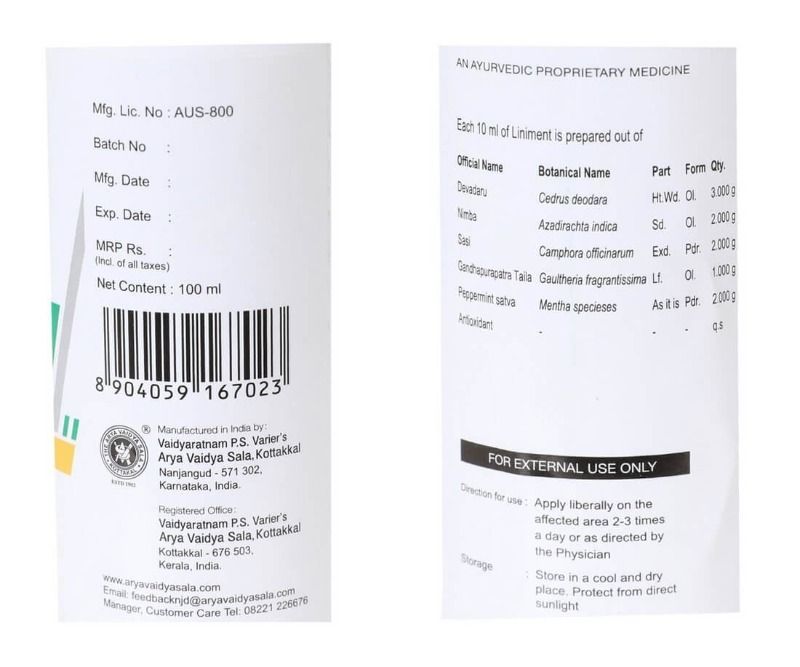 Mfg. Lic. No : AUS-800
Batch No :
Mfg. Date :
Exp. Date :
MRP Rs. :
(Incl. of all taxes)
Net Content : 100 ml
8 904059 167023
THE ARYA VAIDYA SALA
KOTTAKKAL
®
ESTD 1902
Manufactured in India by:
Vaidyaratnam P.S. Varier's
Arya Vaidya Sala, Kottakkal
Nanjangud - 571 302,
Karnataka, India.
Registered Office:
Vaidyaratnam P.S. Varier's
Arya Vaidya Sala, Kottakkal
Kottakkal - 676 503.
Kerala, India.
www.aryavaidyasala.com
Email: feedbacknjd@aryavaidyasala.com
Manager, Customer Care Tel: 08221 226676
AN AYURVEDIC PROPRIETARY MEDICINE
Each 10 ml of Liniment is prepared out of
Official Name Botanical Name Part Form Qty.
Devadaru Cedrus deodara Ht.Wd. Ol. 3.000 g
Nimba Azadirachta indica Sd. Ol. 2.000 g
Sasi Camphora officinarum Exd. Pdr. 2.000 g
Gandhapurapatra Taila Gaultheria fragrantissima Lf. Ol. 1.000 g
Peppermint satva Mentha specieses As it is Pdr. 2.000 g
Antioxidant - - - q.s
FOR EXTERNAL USE ONLY
Direction for use : Apply liberally on the
affected area 2-3 times
a day or as directed by
the Physician
Storage : Store in a cool and dry
place. Protect from direct
sunlight